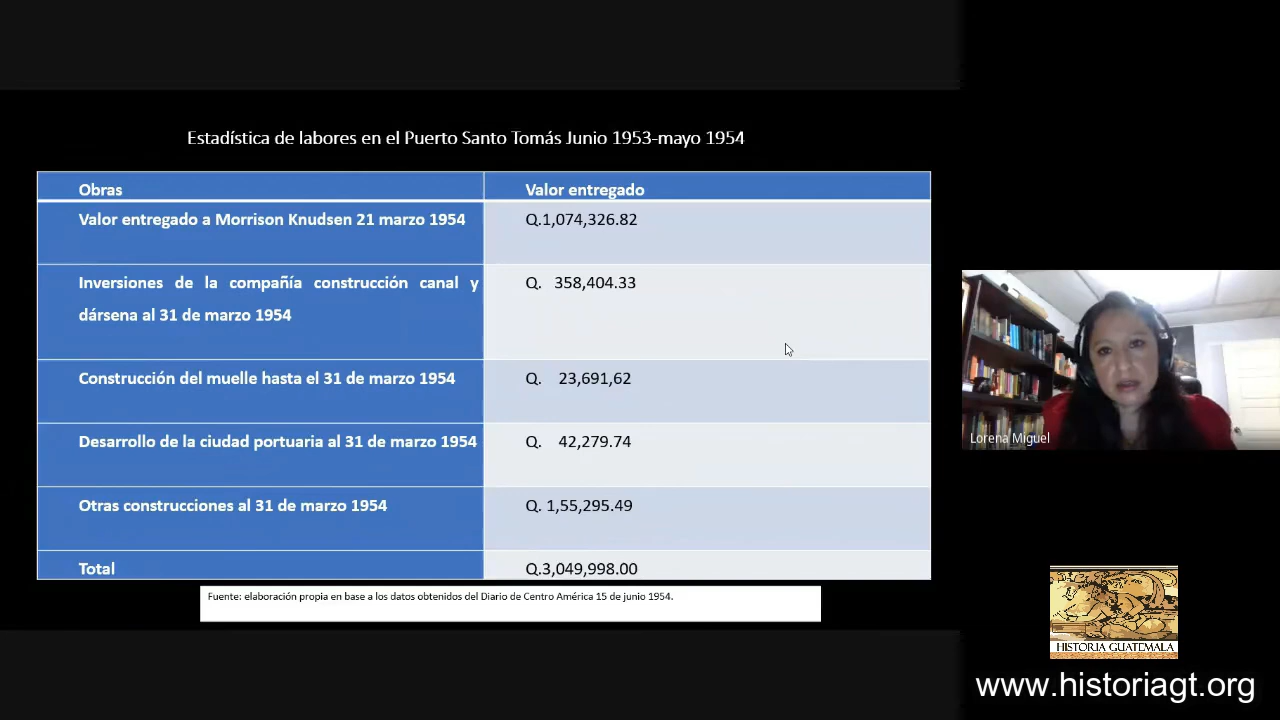 Estadística de labores en el Puerto Santo Tomás Junio 1953-mayo 1954
Obras
Valor entregado
Valor entregado a Morrison Knudsen 21 marzo 1954
Q.1,074,326.82
Inversiones de la compañía construcción canal y
dársena al 31 de marzo 1954
Q. 358,404.33
Construcción del muelle hasta el 31 de marzo 1954
Q. 23,691,62
Desarrollo de la ciudad portuaria al 31 de marzo 1954
Q. 42,279.74
Otras construcciones al 31 de marzo 1954
Q. 1,55,295.49
Total
Q.3,049,998.00
Fuente: elaboración propia en base a los datos obtenidos del Diario de Centro América 15 de junio 1954.
Lorena Miguel
HISTORIA GUATEMALA
www.historiagt.org